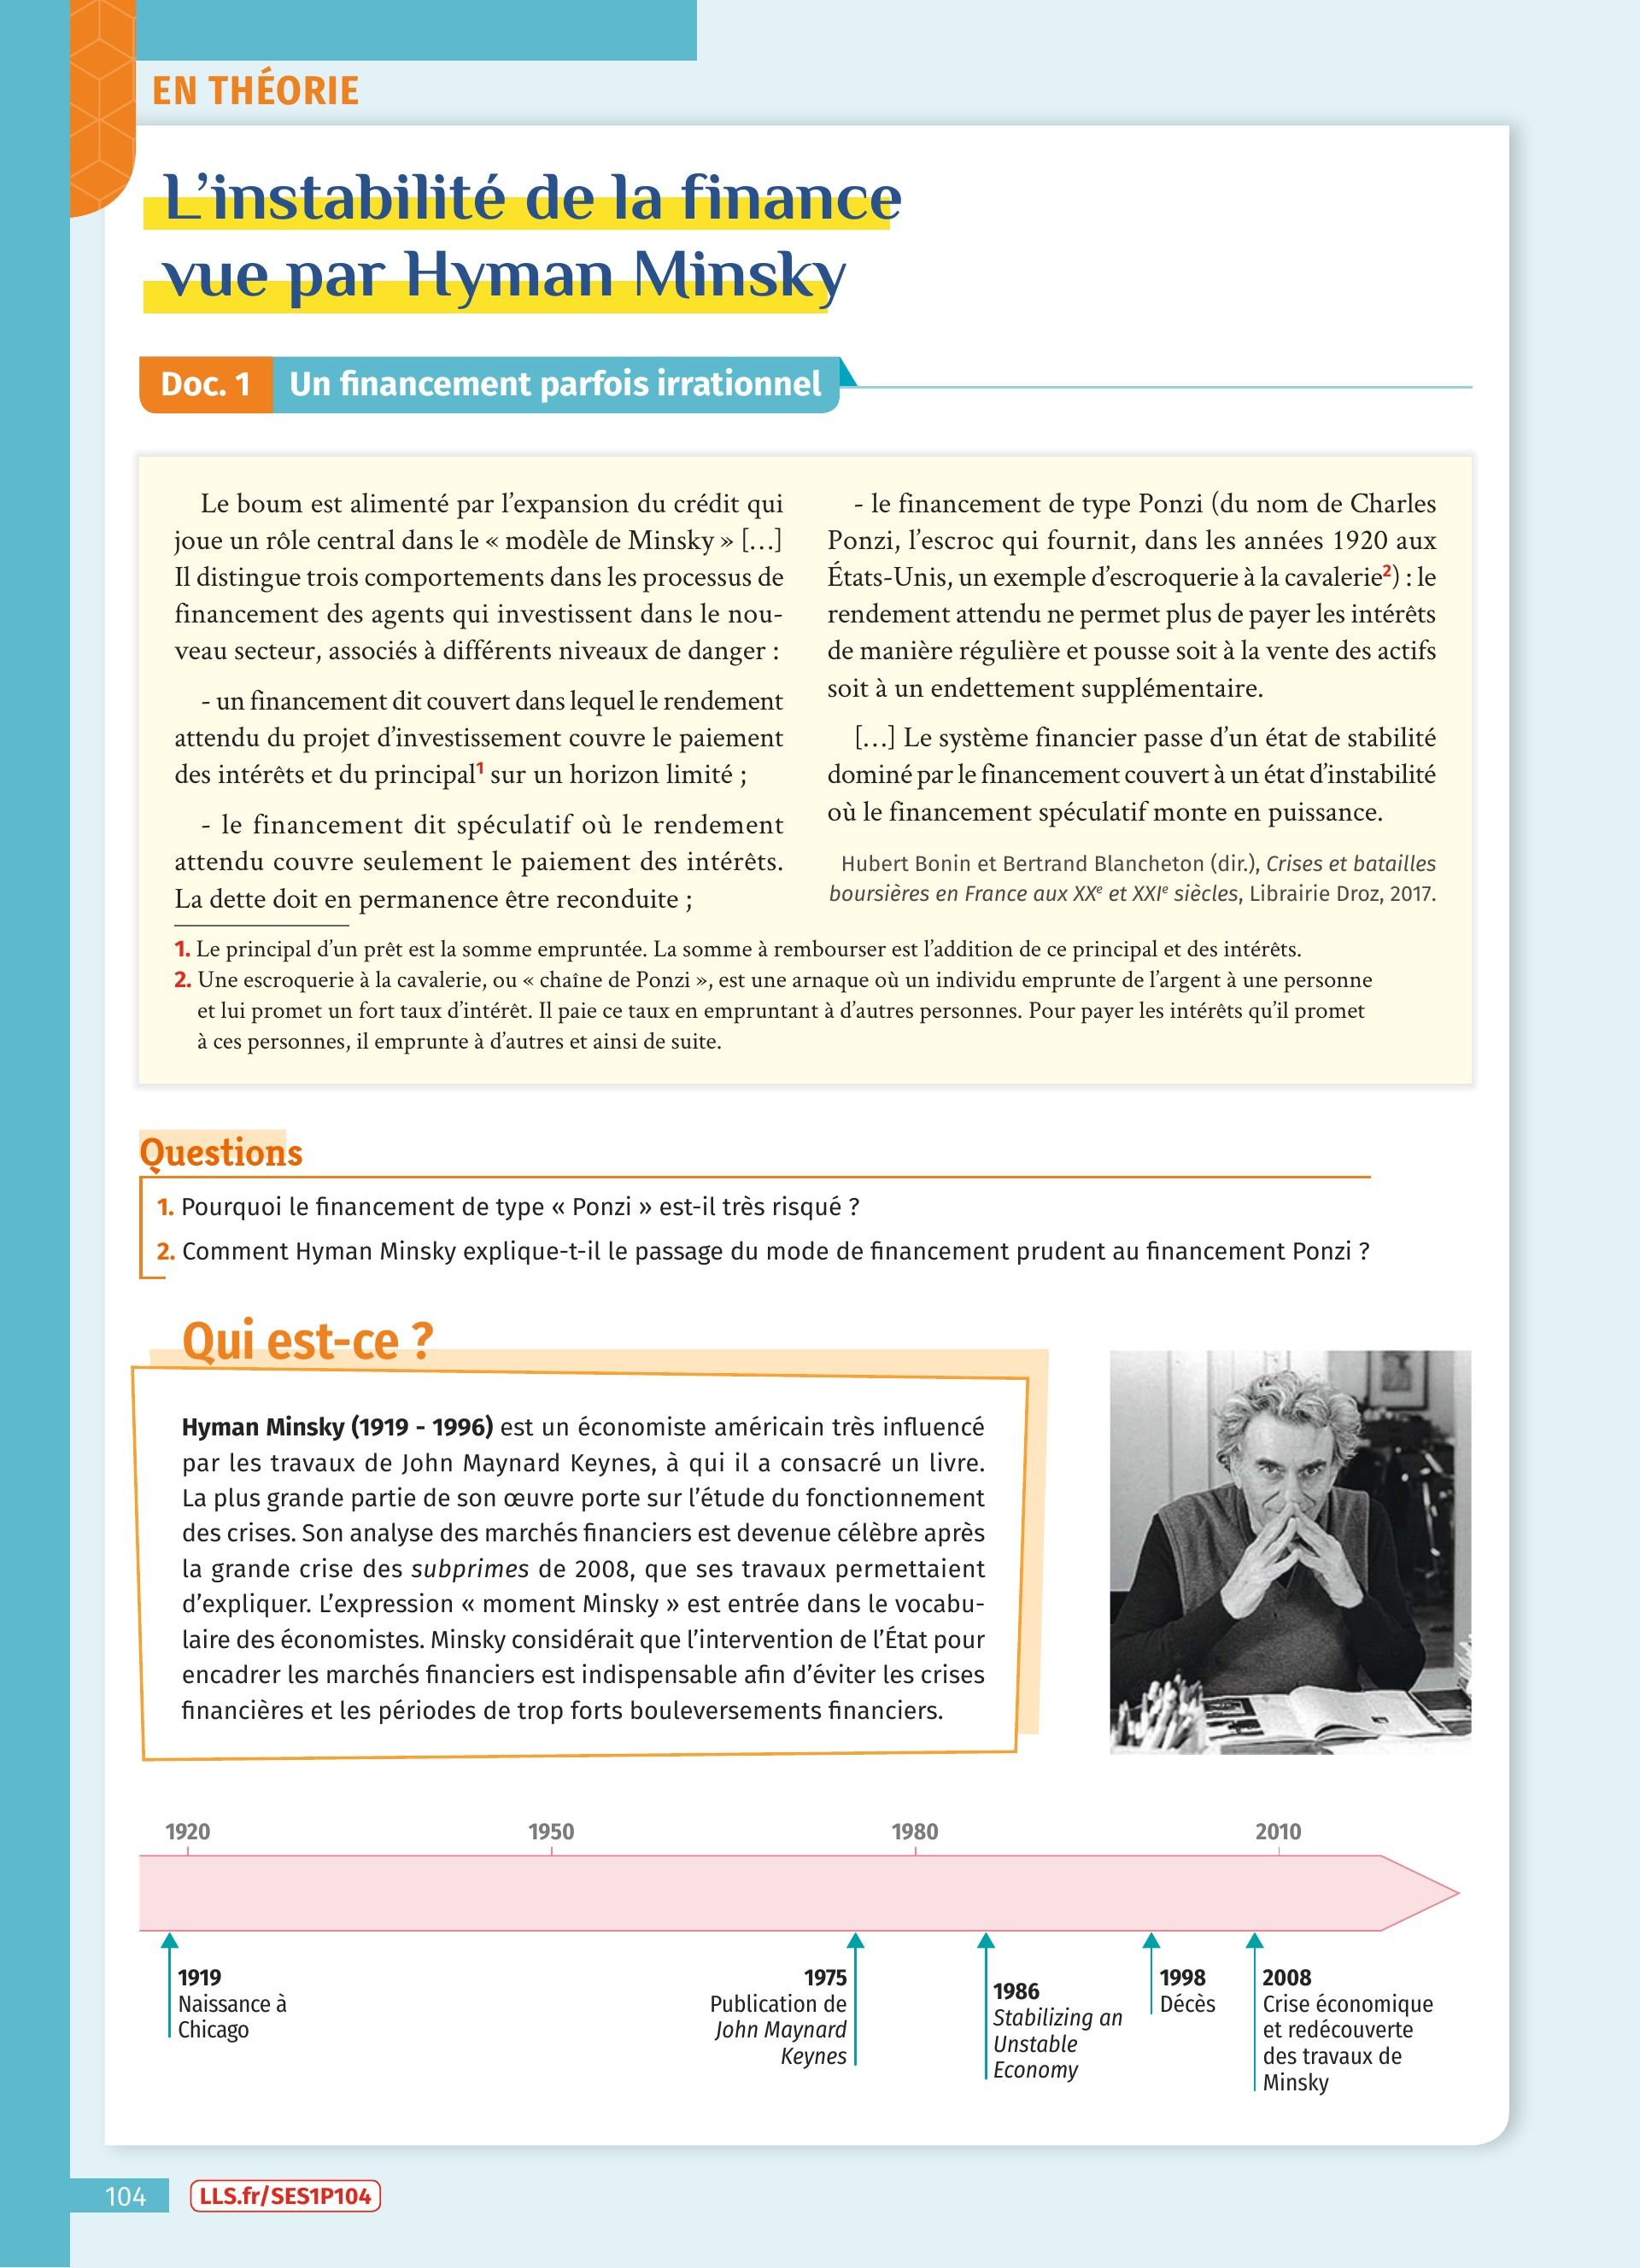 EN THÉORIE
L’instabilité de la finance
vue par Hyman Minsky
Doc. 1 Un financement parfois irrationnel
Le boum est alimenté par l’expansion du crédit qui
joue un rôle central dans le « modèle de Minsky » […]
Il distingue trois comportements dans les processus de
financement des agents qui investissent dans le nou-
veau secteur, associés à différents niveaux de danger :
- un financement dit couvert dans lequel le rendement
attendu du projet d’investissement couvre le paiement
des intérêts et du principal1 sur un horizon limité ;
- le financement dit spéculatif où le rendement
attendu couvre seulement le paiement des intérêts.
La dette doit en permanence être reconduite ;
- le financement de type Ponzi (du nom de Charles
Ponzi, l’escroc qui fournit, dans les années 1920 aux
États-Unis, un exemple d’escroquerie à la cavalerie2) : le
rendement attendu ne permet plus de payer les intérêts
de manière régulière et pousse soit à la vente des actifs
soit à un endettement supplémentaire.
[…] Le système financier passe d’un état de stabilité
dominé par le financement couvert à un état d’instabilité
où le financement spéculatif monte en puissance.
Hubert Bonin et Bertrand Blancheton (dir.), Crises et batailles
boursières en France aux XXe et XXIe siècles, Librairie Droz, 2017.
1. Le principal d’un prêt est la somme empruntée. La somme à rembourser est l’addition de ce principal et des intérêts.
2. Une escroquerie à la cavalerie, ou « chaîne de Ponzi », est une arnaque où un individu emprunte de l’argent à une personne
et lui promet un fort taux d’intérêt. Il paie ce taux en empruntant à d’autres personnes. Pour payer les intérêts qu’il promet
à ces personnes, il emprunte à d’autres et ainsi de suite.
Questions
1. Pourquoi le financement de type « Ponzi » est-il très risqué ?
2. Comment Hyman Minsky explique-t-il le passage du mode de financement prudent au financement Ponzi ?
Qui est-ce ?
Hyman Minsky (1919 - 1996) est un économiste américain très influencé
par les travaux de John Maynard Keynes, à qui il a consacré un livre.
La plus grande partie de son œuvre porte sur l’étude du fonctionnement
des crises. Son analyse des marchés financiers est devenue célèbre après
la grande crise des subprimes de 2008, que ses travaux permettaient
d’expliquer. L’expression « moment Minsky » est entrée dans le vocabu-
laire des économistes. Minsky considérait que l’intervention de l’État pour
encadrer les marchés financiers est indispensable afin d’éviter les crises
financières et les périodes de trop forts bouleversements financiers.
1920 1950 1980 2010
1919
Naissance à
Chicago
1975
Publication de
John Maynard
Keynes
1986
Stabilizing an
Unstable
Economy
1998
Décès
2008
Crise économique
et redécouverte
des travaux de
Minsky
104 LLS.fr/SES1P104